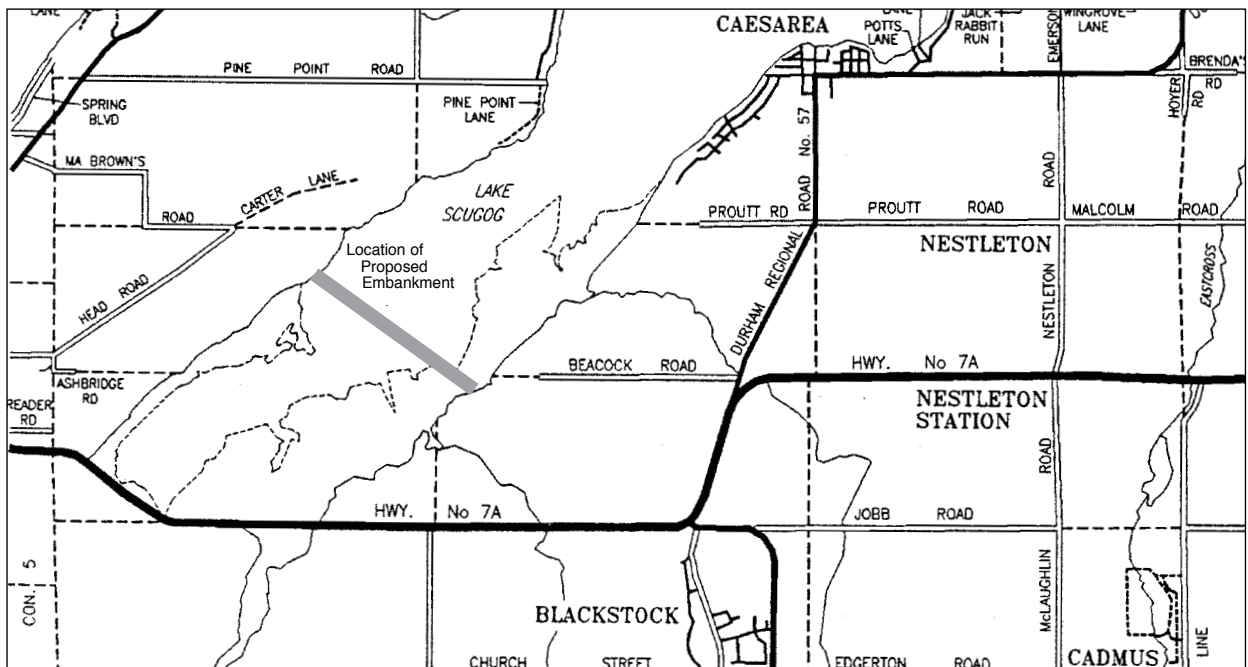 LANE
CAESAREA
LANE
POTTS
LANE
JACK
RABBIT
RUN
EMERSON
WINGROVE
LANE
PINE POINT ROAD
BRENDA'S
RD
HOYER
RD
SPRING
BLVD
PINE POINT
LANE
ROAD No. 57
MA BROWN'S
ROAD
CARTER LANE
LAKE
SCUGOG
ROAD
PROUTT RD
PROUTT ROAD
MALCOLM ROAD
Location of
Proposed
Embankment
NESTLETON
DURHAM REGIONAL
EASTCROSS
HEAD ROAD
NESTLETON
BEACOCK ROAD
HWY. No 7A
ASHBRIDGE
RD
READER
RD
NESTLETON
STATION
ROAD
HWY. No 7A
JOBB ROAD
CON. 5
BLACKSTOCK
McLAUGHLIN
LINE
CADMUS
CHURCH STREET
EDGERTON ROAD